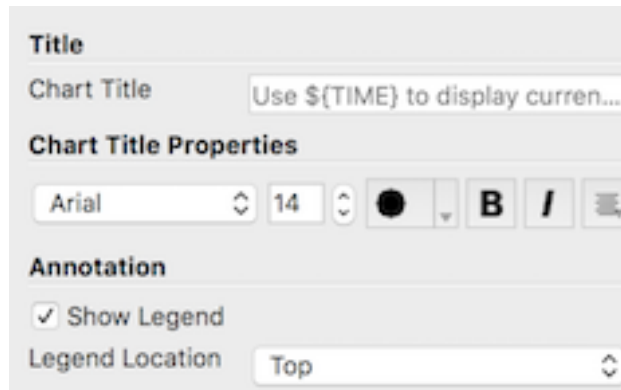 Title
Chart Title Use ${TIME} to display curren...
Chart Title Properties
Arial 14 B I
Annotation
Show Legend
Legend Location Top